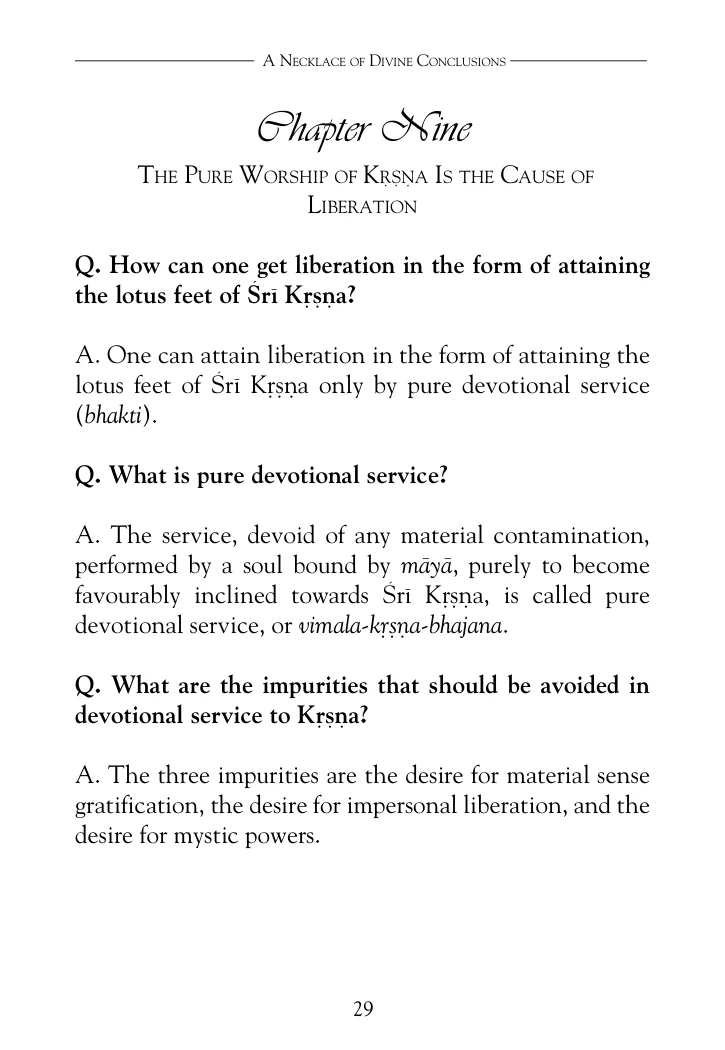 A Necklace of Divine Conclusions
Chapter Nine
The Pure Worship of Kṛṣṇa Is the Cause of
Liberation
Q. How can one get liberation in the form of attaining
the lotus feet of Śrī Kṛṣṇa?
A. One can attain liberation in the form of attaining the
lotus feet of Śrī Kṛṣṇa only by pure devotional service
(bhakti).
Q. What is pure devotional service?
A. The service, devoid of any material contamination,
performed by a soul bound by māyā, purely to become
favourably inclined towards Śrī Kṛṣṇa, is called pure
devotional service, or vimala-kṛṣṇa-bhajana.
Q. What are the impurities that should be avoided in
devotional service to Kṛṣṇa?
A. The three impurities are the desire for material sense
gratification, the desire for impersonal liberation, and the
desire for mystic powers.
29